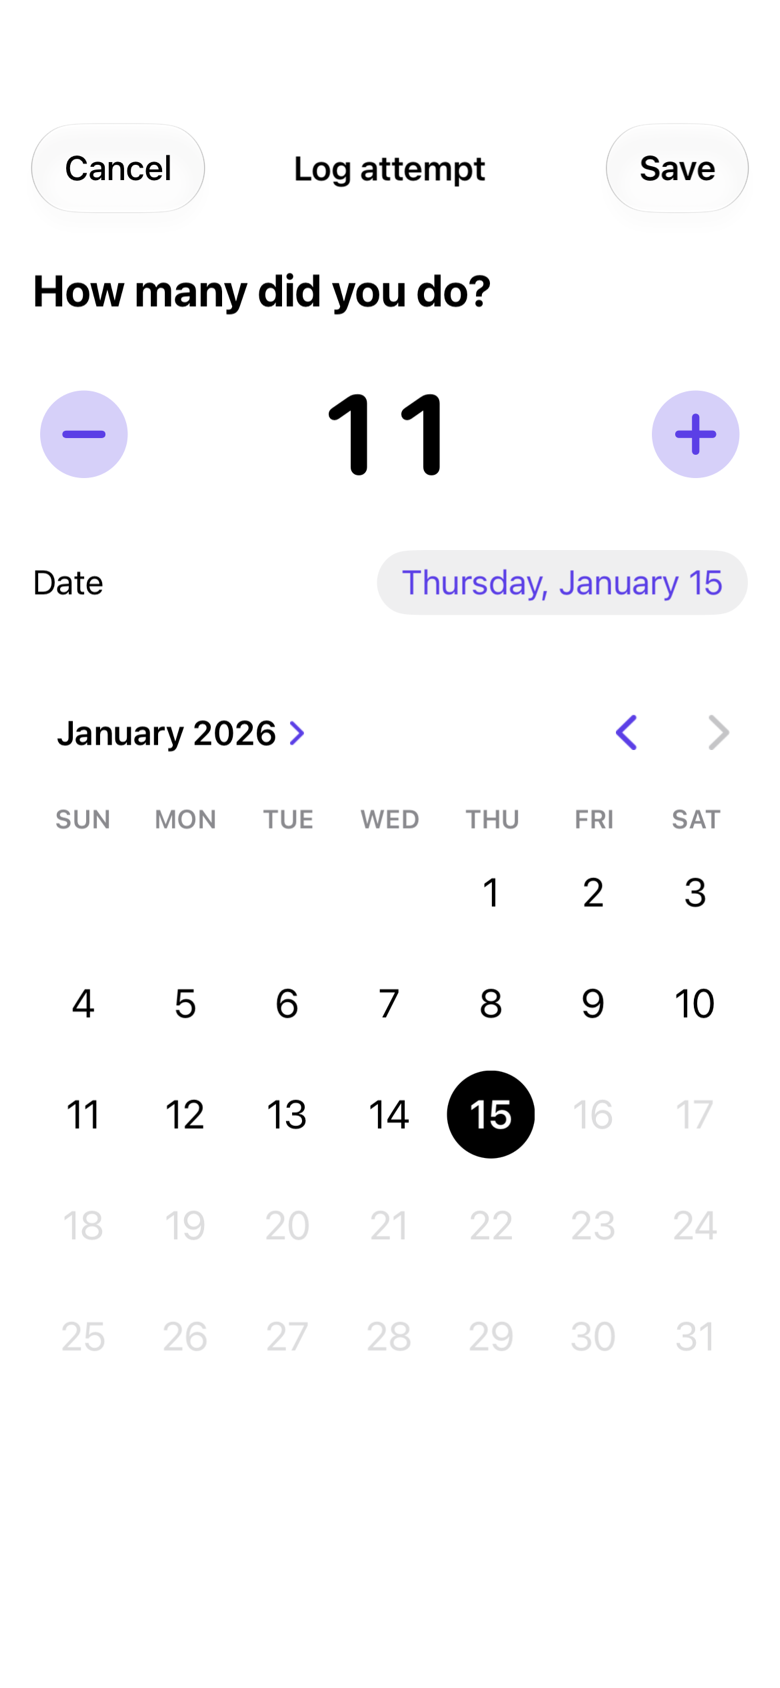 Cancel Log attempt Save
How many did you do?
11
Date Thursday, January 15
January 2026
SUN MON TUE WED THU FRI SAT
1 2 3
4 5 6 7 8 9 10
11 12 13 14 15 16 17
18 19 20 21 22 23 24
25 26 27 28 29 30 31